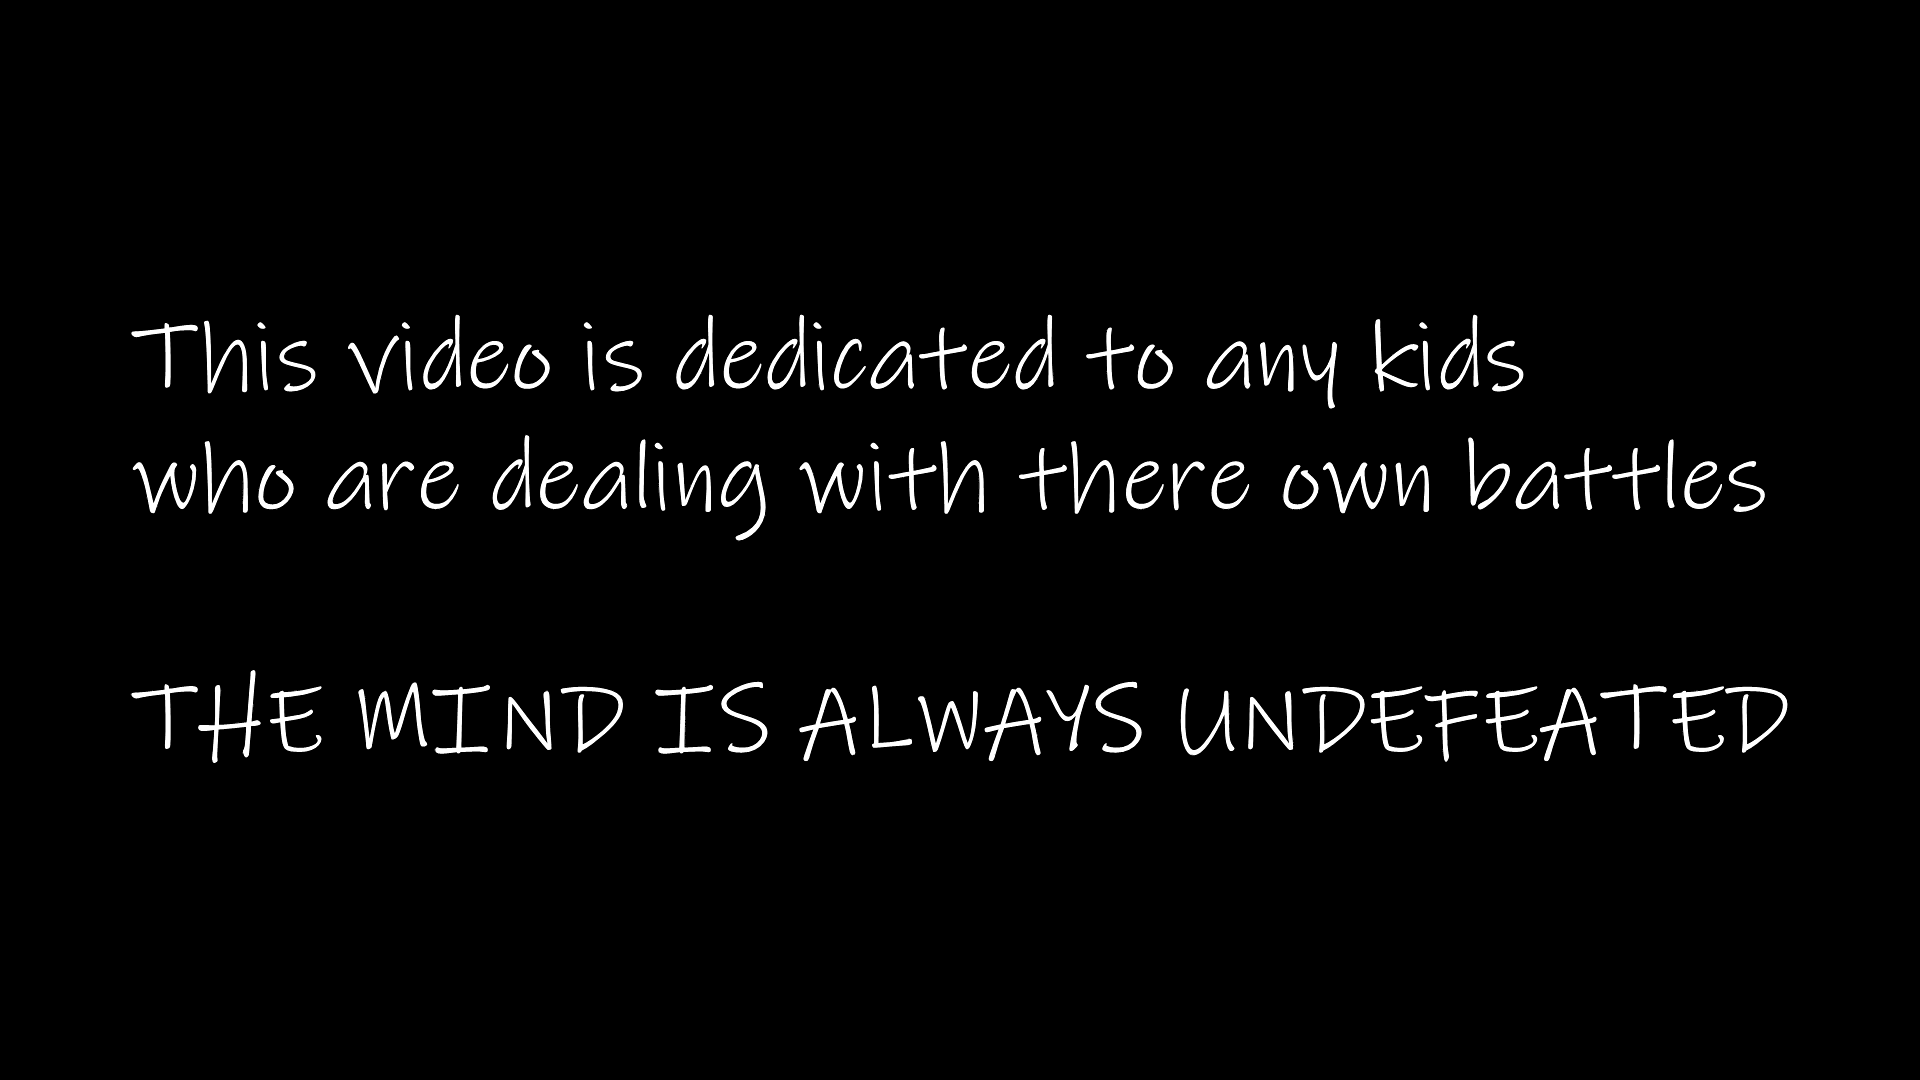 This video is dedicated to any kids
who are dealing with there own battles
THE MIND IS ALWAYS UNDEFEATED